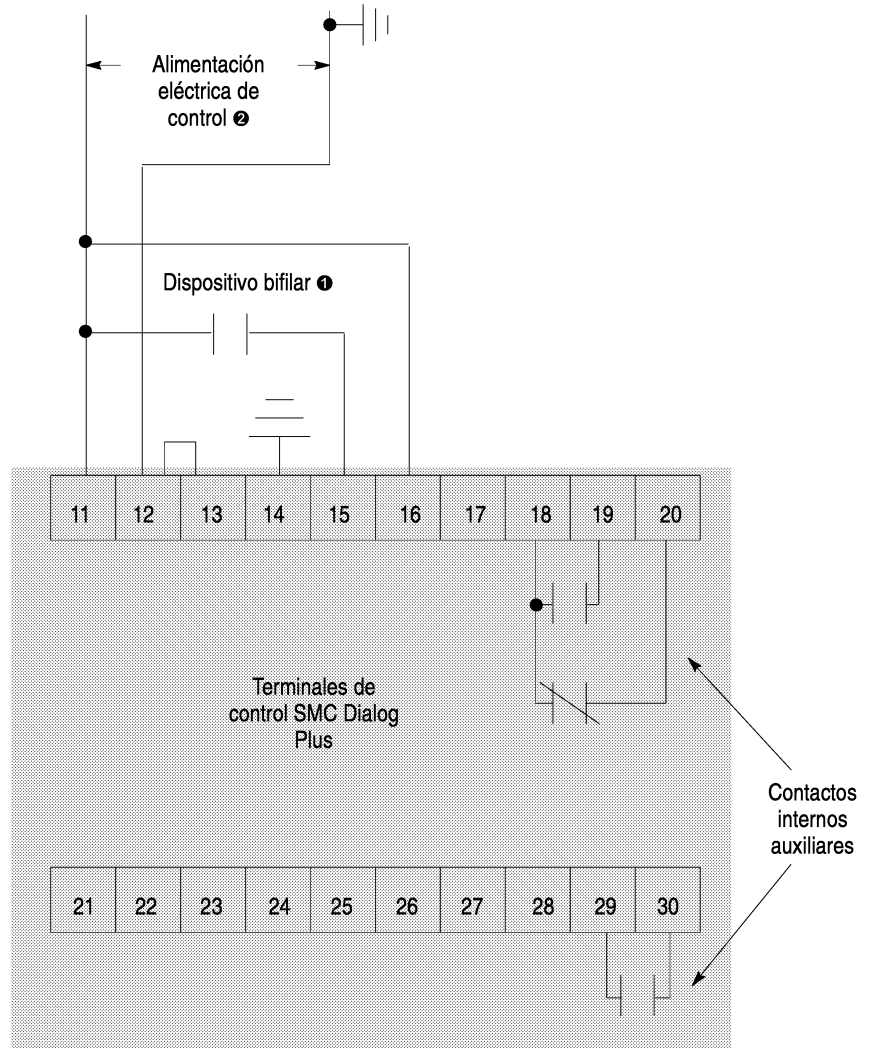 Alimentación
eléctrica de
control ❷
Dispositivo bifilar ❶
11 12 13 14 15 16 17 18 19 20
Terminales de
control SMC Dialog
Plus
Contactos
internos
auxiliares
21 22 23 24 25 26 27 28 29 30